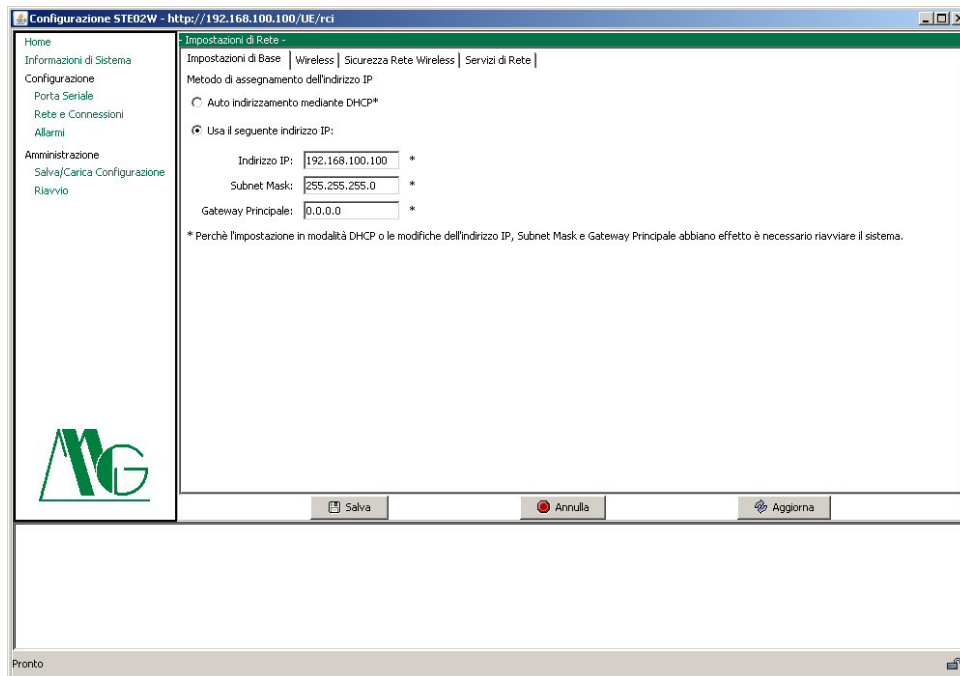 Configurazione STE02W - http://192.168.100.100/UE/rci
Home
Informazioni di Sistema
Configurazione
Porta Seriale
Rete e Connessioni
Allarmi
Amministrazione
Salva/Carica Configurazione
Riavvio
MG
- Impostazioni di Rete -
Impostazioni di Base Wireless Sicurezza Rete Wireless Servizi di Rete
Metodo di assegnamento dell'indirizzo IP
Auto indirizzamento mediante DHCP*
Usa il seguente indirizzo IP:
Indirizzo IP: 192.168.100.100 *
Subnet Mask: 255.255.255.0 *
Gateway Principale: 0.0.0.0 *
* Perchè l'impostazione in modalità DHCP o le modifiche dell'indirizzo IP, Subnet Mask e Gateway Principale abbiano effetto è necessario riavviare il sistema.
Salva Annulla Aggiorna
Pronto